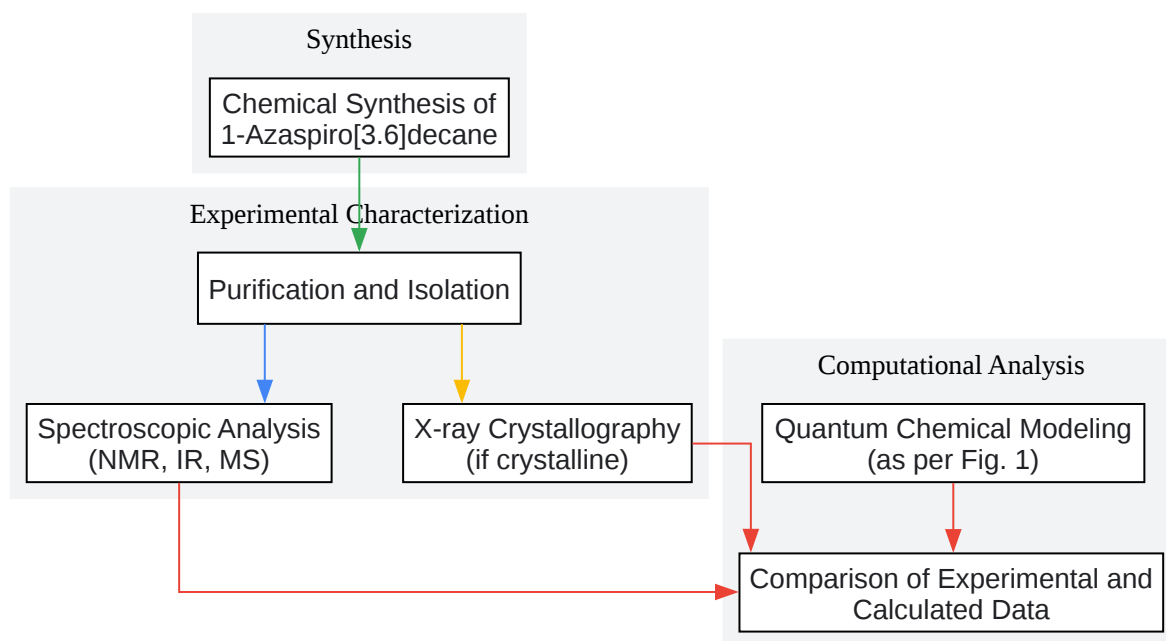 Synthesis
Chemical Synthesis of
1-Azaspiro[3.6]decane
Experimental Characterization
Purification and Isolation
Spectroscopic Analysis
(NMR, IR, MS)
X-ray Crystallography
(if crystalline)
Computational Analysis
Quantum Chemical Modeling
(as per Fig. 1)
Comparison of Experimental and
Calculated Data